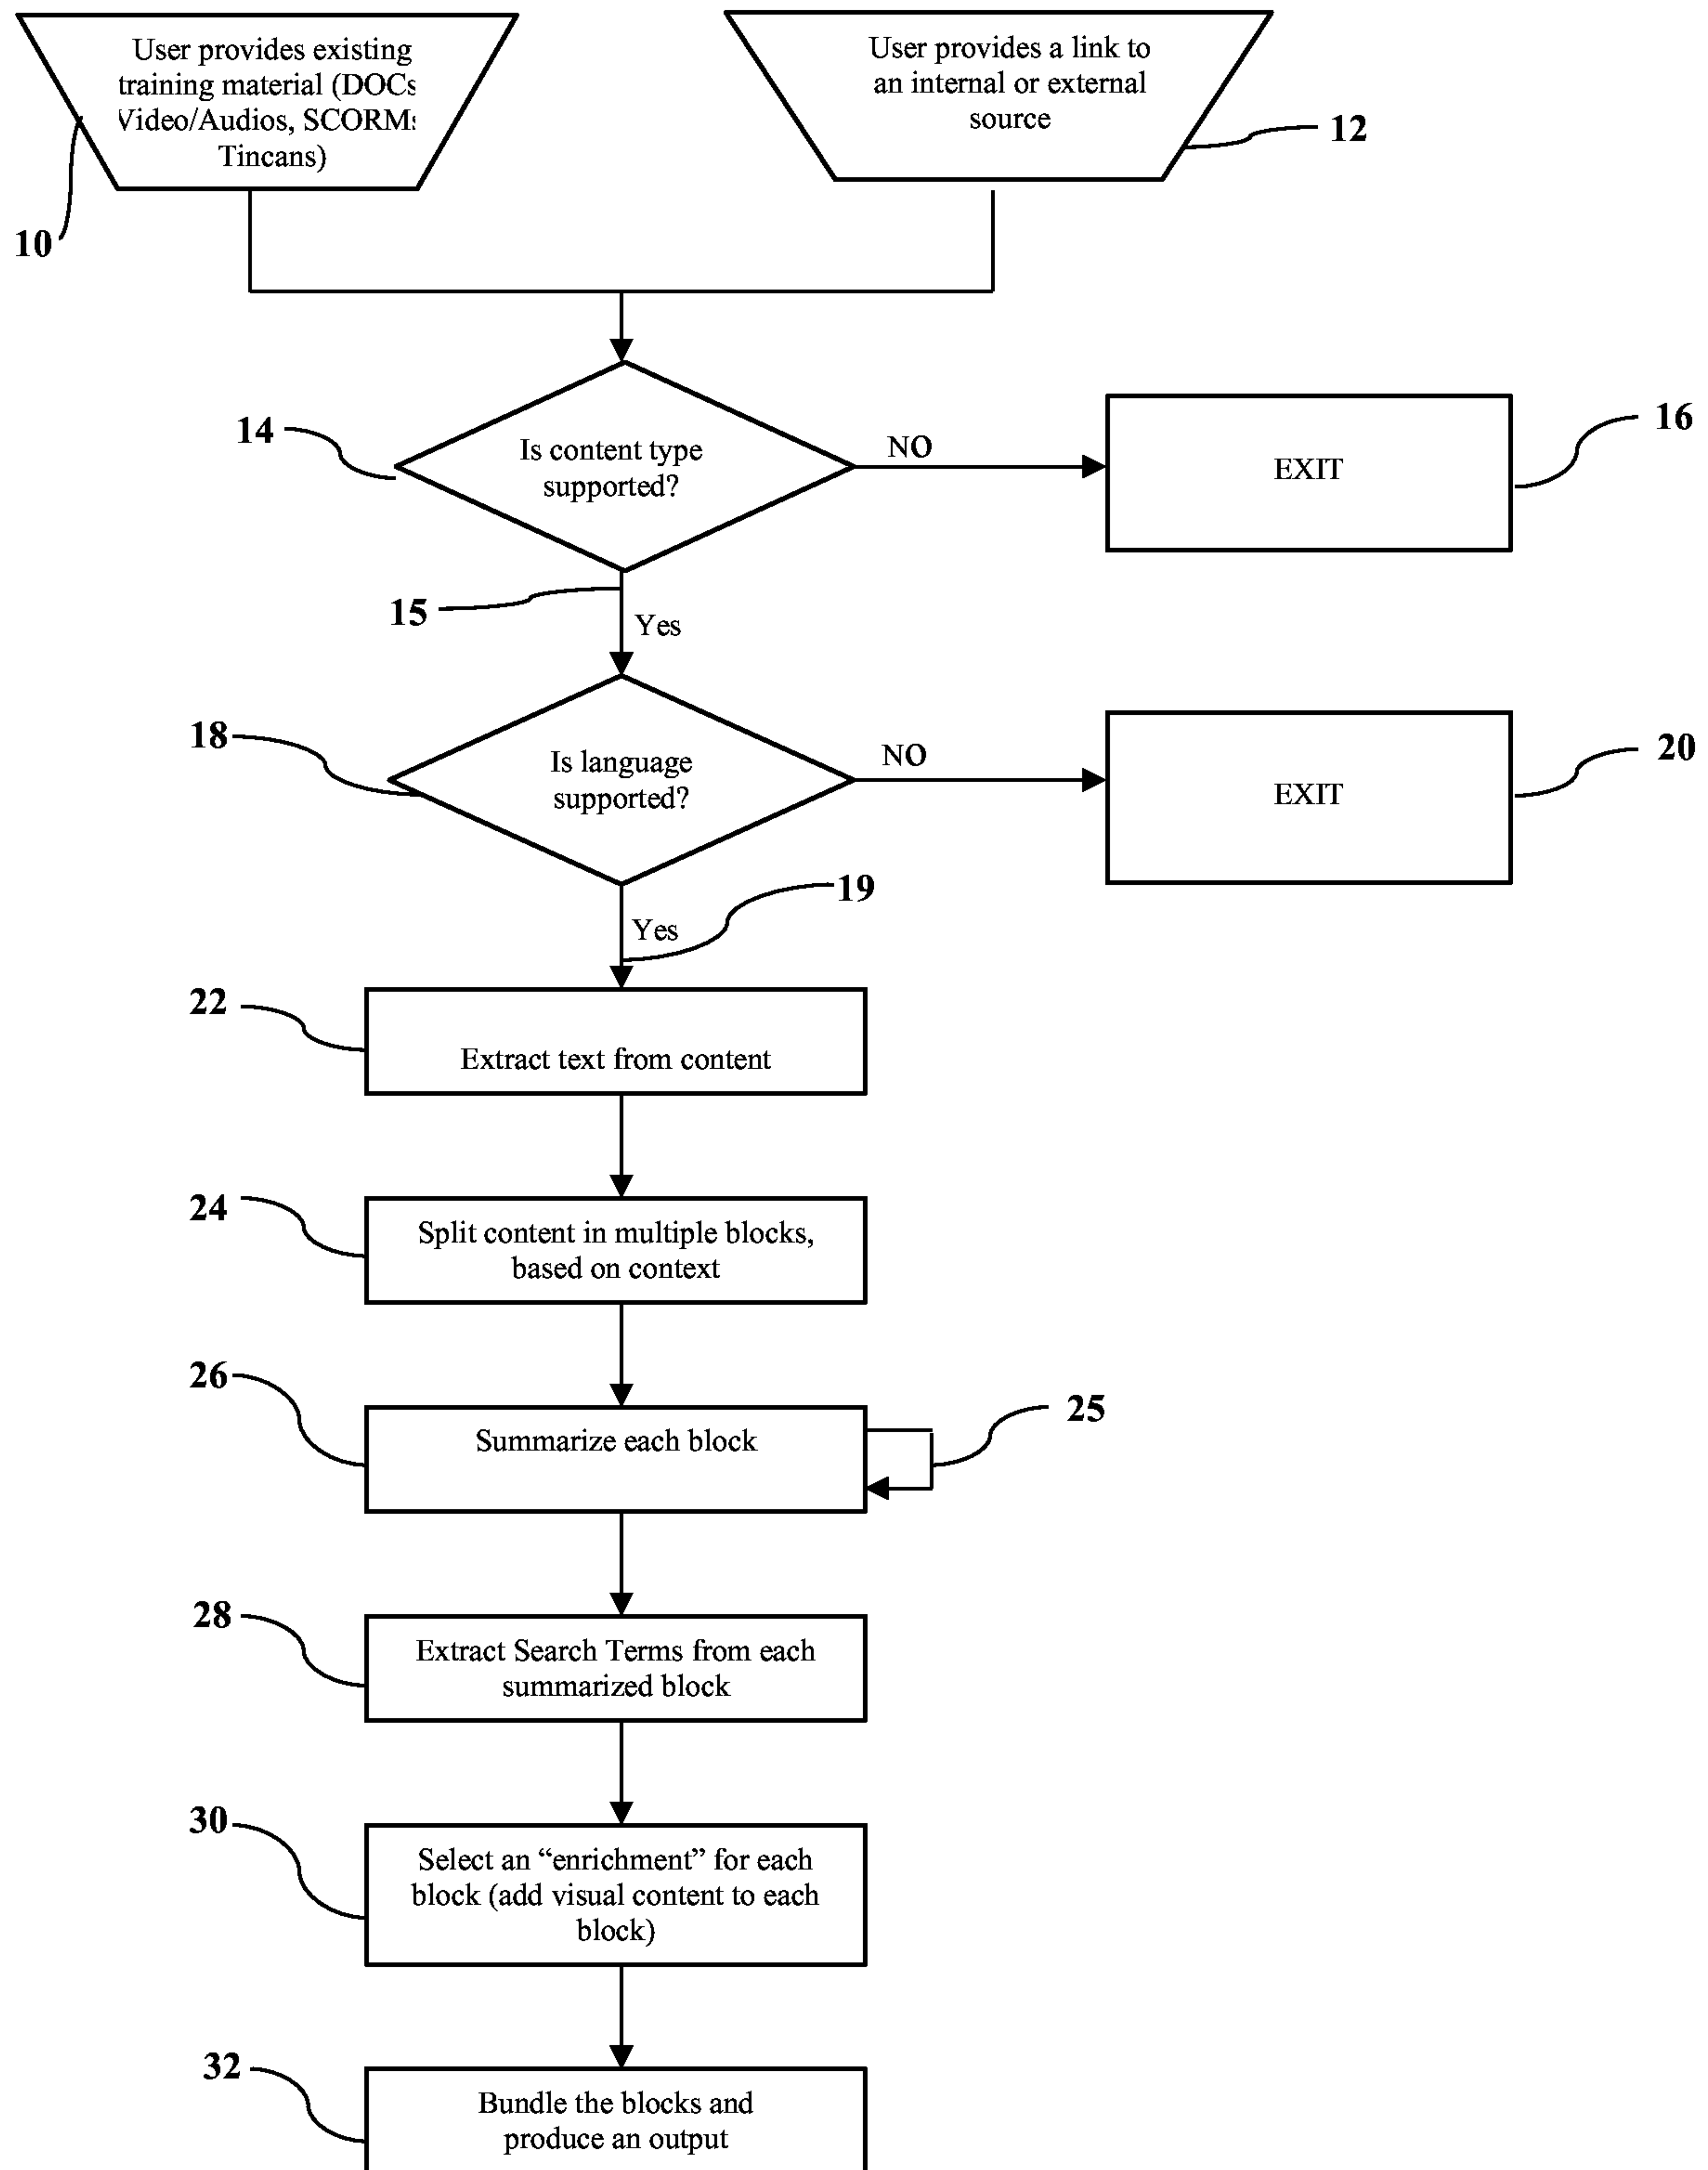 User provides existing
training material (DOCs
Video/Audios, SCORMs
Tincans)
10
User provides a link to
an internal or external
source
12
14
Is content type
supported?
NO
EXIT
16
15
Yes
18
Is language
supported?
NO
EXIT
20
19
Yes
22
Extract text from content
24
Split content in multiple blocks,
based on context
26
Summarize each block
25
28
Extract Search Terms from each
summarized block
30
Select an “enrichment” for each
block (add visual content to each
block)
32
Bundle the blocks and
produce an output